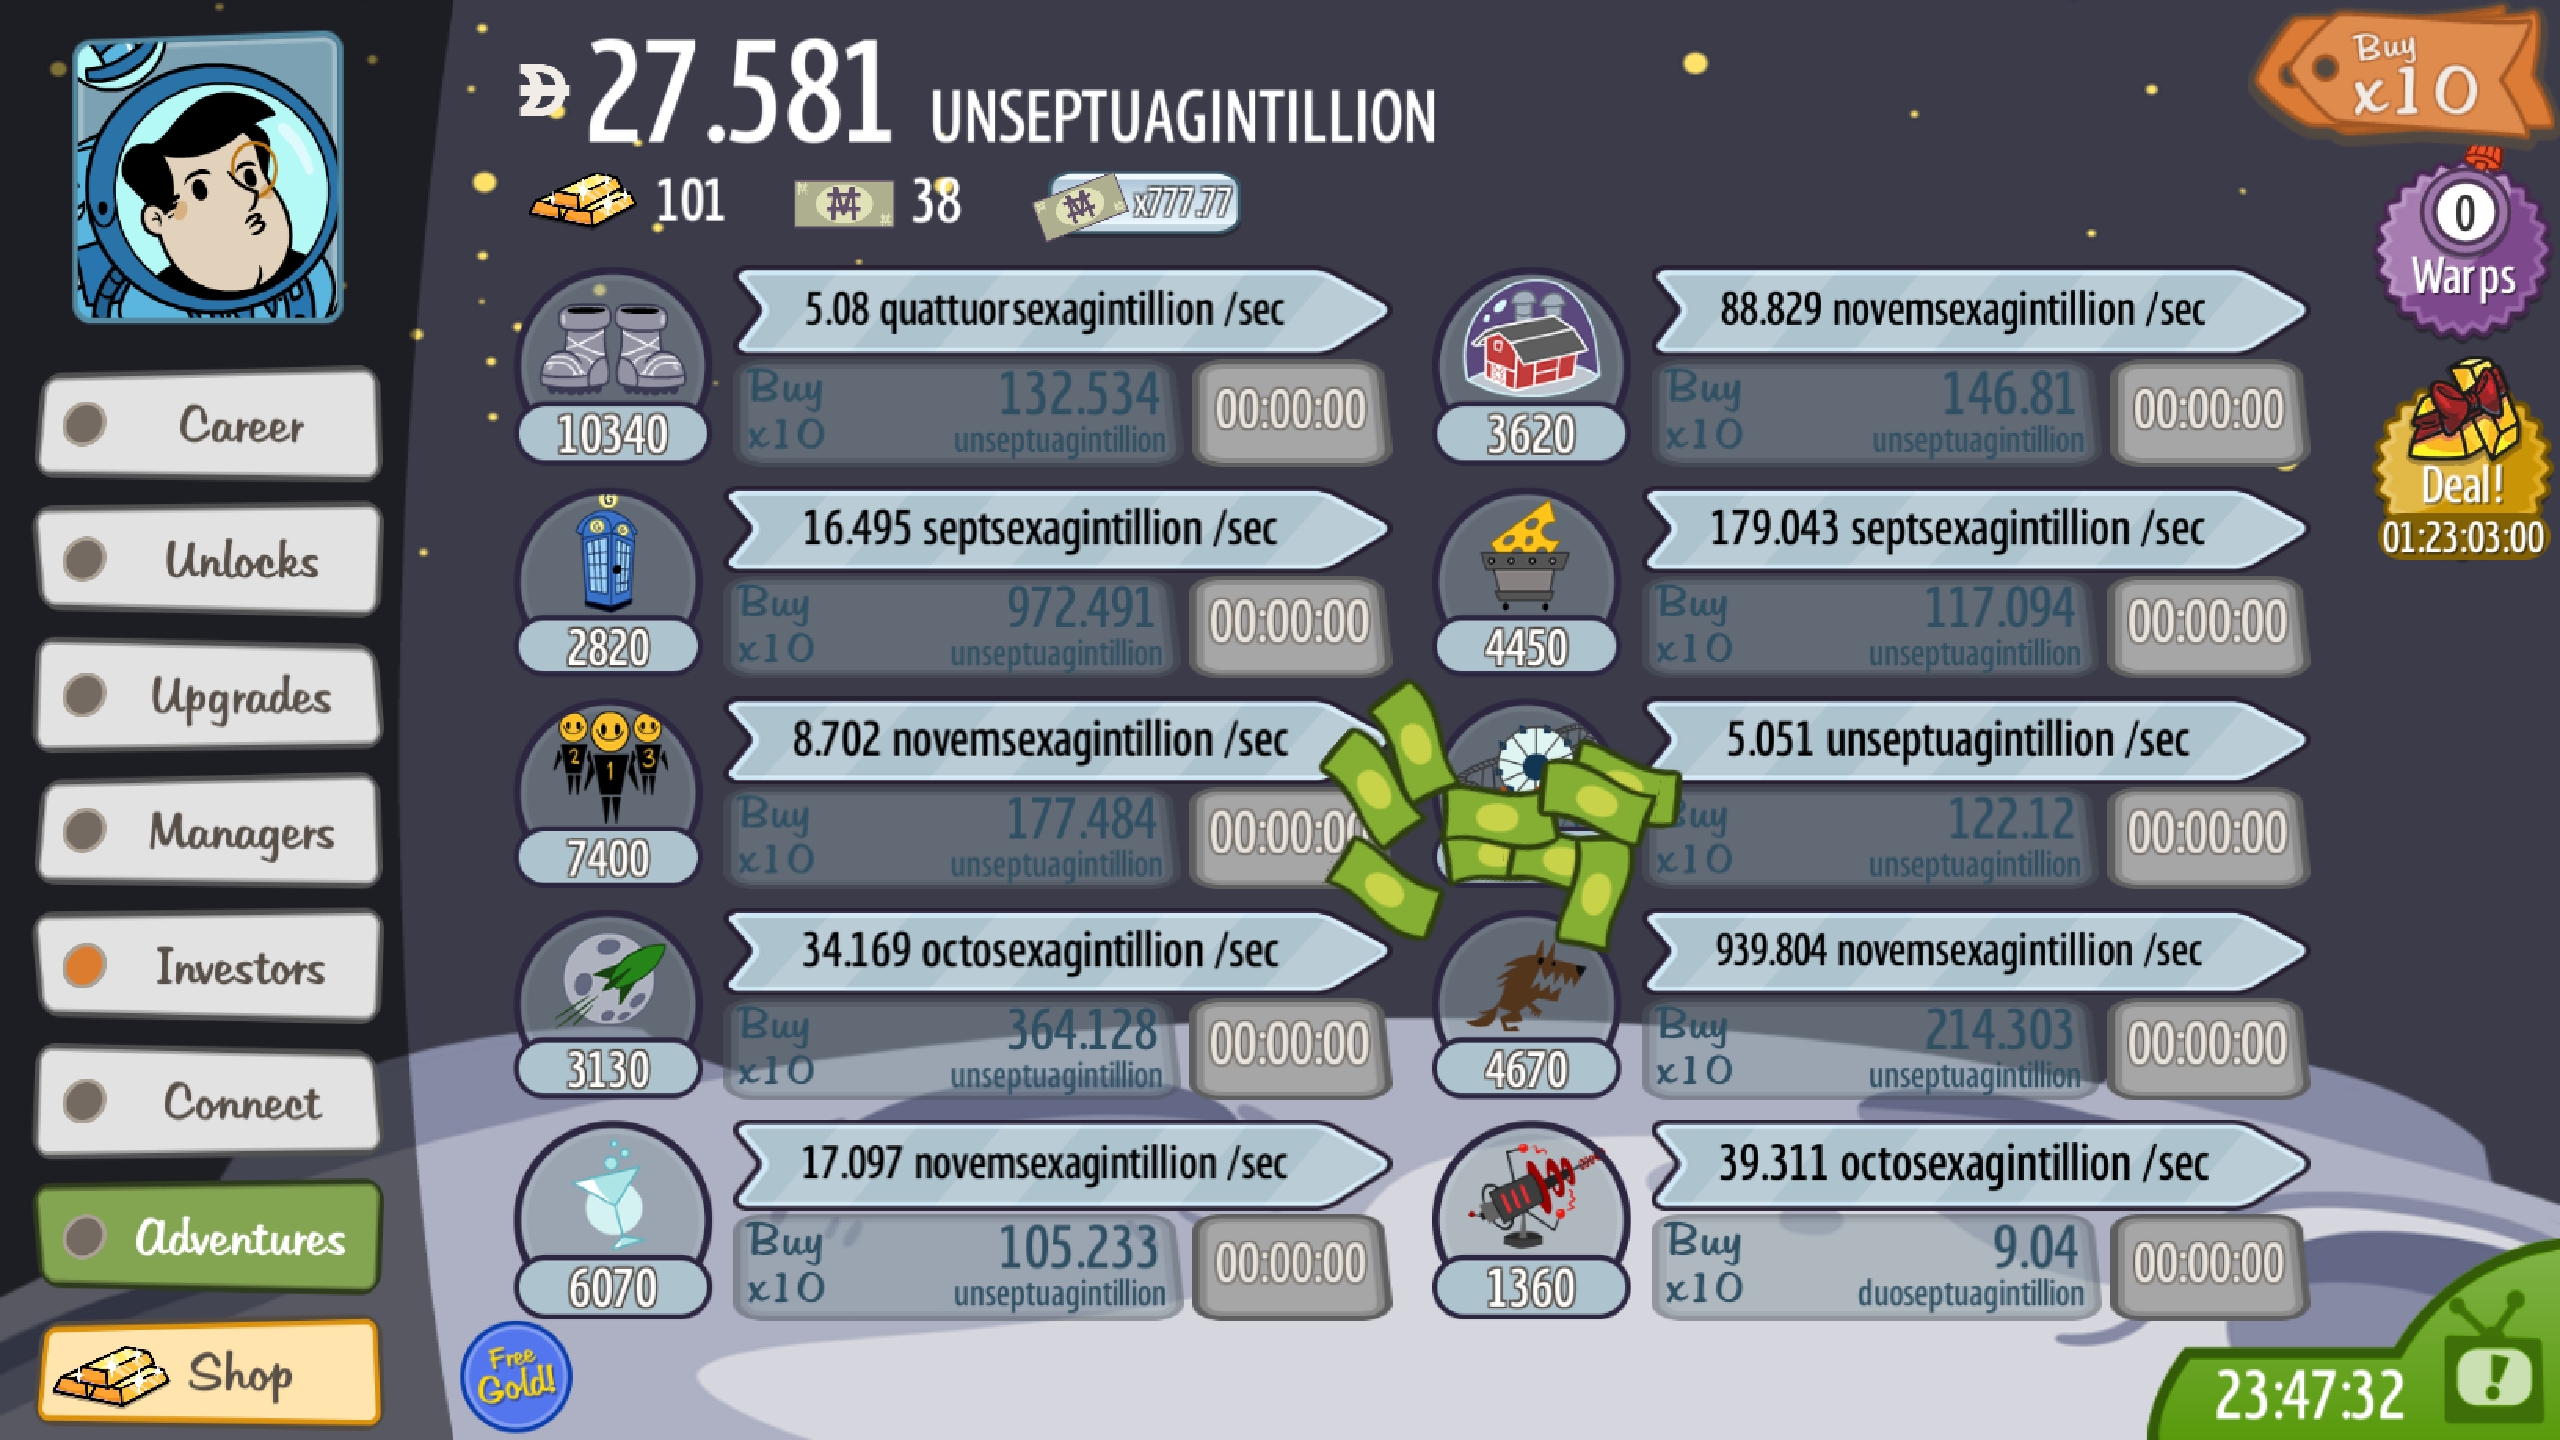 27.581 UNSEPTUAGINTILLION
101 38 x777.77
Buy
x10
0
Warps
Deal!
01:23:03:00
Career
Unlocks
Upgrades
Managers
Investors
Connect
Adventures
Shop
5.08 quattuorsexagintillion /sec
10340
Buy 132.534
x10 unseptuagintillion
00:00:00
88.829 novemsexagintillion /sec
3620
Buy 146.81
x10 unseptuagintillion
00:00:00
G
G G
16.495 septsexagintillion /sec
2820
Buy 972.491
x10 unseptuagintillion
00:00:00
179.043 septsexagintillion /sec
4450
Buy 117.094
x10 unseptuagintillion
00:00:00
2 1 3
8.702 novemsexagintillion /sec
7400
Buy 177.484
x10 unseptuagintillion
00:00:00
5.051 unseptuagintillion /sec
Buy 122.12
x10 unseptuagintillion
00:00:00
34.169 octosexagintillion /sec
3130
Buy 364.128
x10 unseptuagintillion
00:00:00
939.804 novemsexagintillion /sec
4670
Buy 214.303
x10 unseptuagintillion
00:00:00
17.097 novemsexagintillion /sec
6070
Buy 105.233
x10 unseptuagintillion
00:00:00
39.311 octosexagintillion /sec
1360
Buy 9.04
x10 duoseptuagintillion
00:00:00
Free
Gold!
23:47:32
!